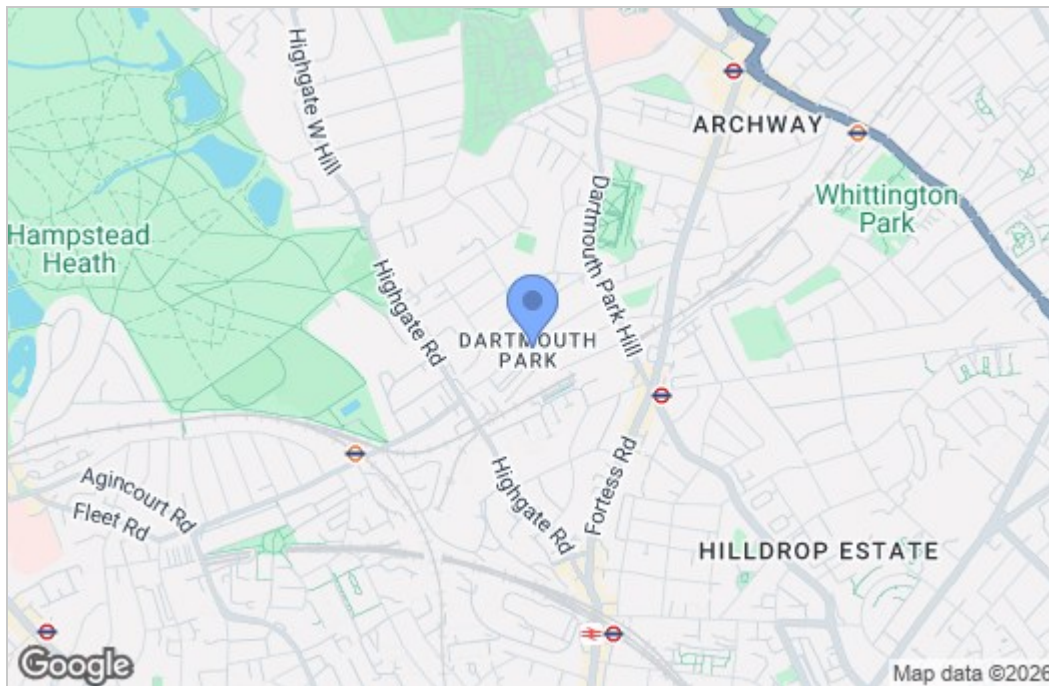 Highgate W Hill
ARCHWAY
Dartmouth Park Hill
Whittington
Park
Hampstead
Heath
Highgate Rd
DARTMOUTH
PARK
Fortess Rd
Agincourt Rd
Fleet Rd
Highgate Rd
HILLDROP ESTATE
Google
Map data ©2026